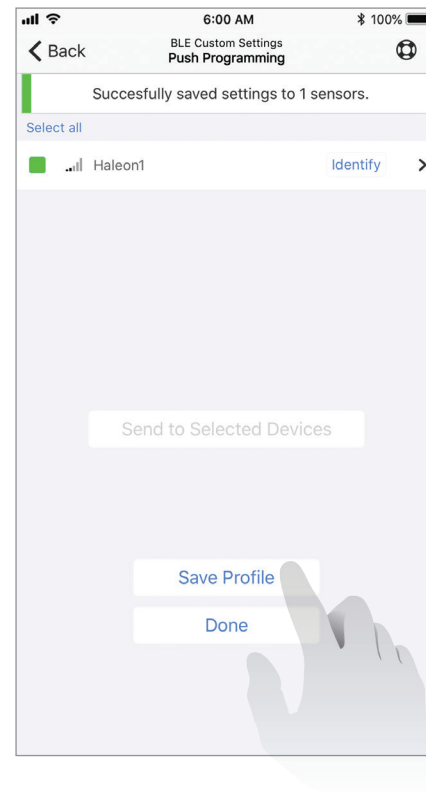 6:00 AM 100%
Back BLE Custom Settings
Push Programming
Succesfully saved settings to 1 sensors.
Select all
Haleon1 Identify
Send to Selected Devices
Save Profile
Done